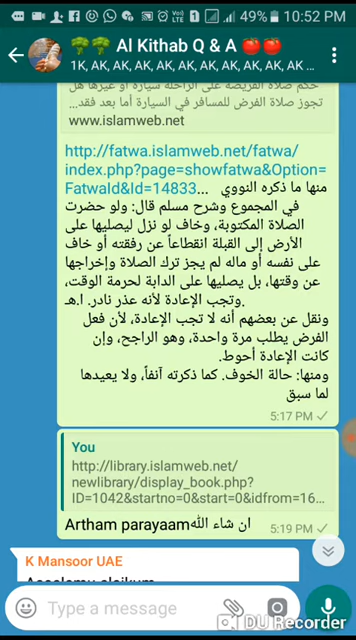 49% 10:52 PM
Al Kithab Q & A
1K, AK, AK, AK, AK, AK, AK, AK, AK, AK ...
حكم صلاة الفريضة على الراحلة سيارة أو غيرها هل
تجوز صلاة الفرض للمسافر في السيارة أما بعد فقد...
www.islamweb.net
http://fatwa.islamweb.net/fatwa/
index.php?page=showfatwa&Option=
FatwaId&Id=14833... منها ما ذكره النووي
في المجموع وشرح مسلم قال: ولو حضرت
الصلاة المكتوبة، وخاف لو نزل ليصليها على
الأرض إلى القبلة انقطاعاً عن رفقته أو خاف
على نفسه أو ماله لم يجز ترك الصلاة وإخراجها
عن وقتها، بل يصليها على الدابة لحرمة الوقت،
وتجب الإعادة لأنه عذر نادر. ا.هـ.
ونقل عن بعضهم أنه لا تجب الإعادة، لأن فعل
الفرض يطلب مرة واحدة، وهو الراجح، وإن
كانت الإعادة أحوط.
ومنها: حالة الخوف. كما ذكرته آنفاً، ولا يعيدها
لما سبق
5:17 PM
You
http://library.islamweb.net/
newlibrary/display_book.php?
ID=1042&startno=0&start=0&idfrom=16...
Artham parayaam ان شاء الله
5:19 PM
K Mansoor UAE
Assalamu alaikum
Type a message
DU Recorder